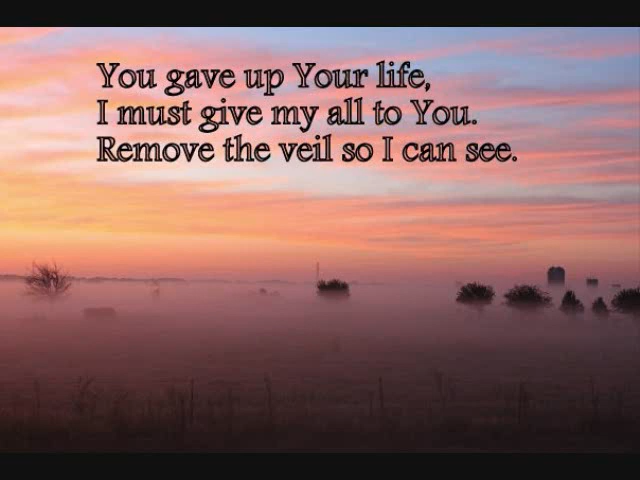 You gave up Your life,
I must give my all to You.
Remove the veil so I can see.